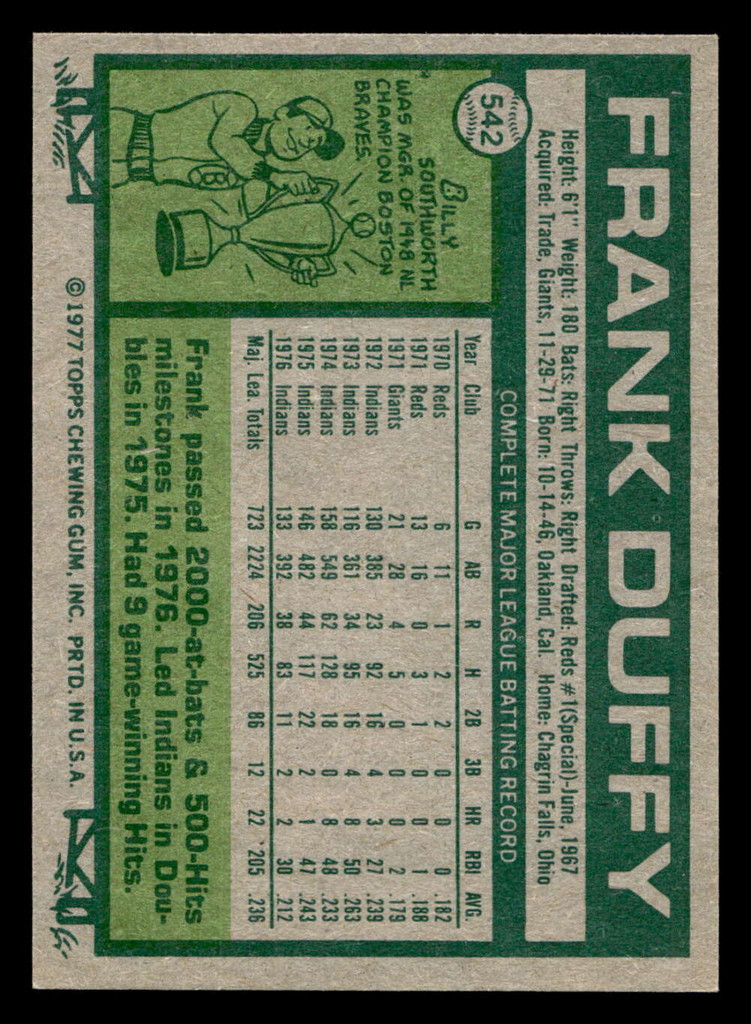 FRANK DUFFY
Height: 6'1" Weight: 180 Bats: Right Throws: Right Drafted: Reds #1(Special)-June, 1967
Acquired: Trade, Giants, 11-29-71 Born: 10-14-46, Oakland, Cal. Home: Chagrin Falls, Ohio
542
COMPLETE MAJOR LEAGUE BATTING RECORD
Year Club G AB R H 2B 3B HR RBI AVG.
1970 Reds 6 11 1 2 2 0 0 0 .182
1971 Reds 13 16 0 3 1 0 0 1 .188
1971 Giants 21 28 4 5 0 0 0 2 .179
1972 Indians 130 385 23 92 16 4 3 27 .239
1973 Indians 116 361 34 95 16 4 8 50 .263
1974 Indians 158 549 62 128 18 0 8 48 .233
1975 Indians 146 482 44 117 22 2 1 47 .243
1976 Indians 133 392 38 83 11 2 2 30 .212
Maj. Lea. Totals 723 2224 206 525 86 12 22 205 .236
BILLY
SOUTHWORTH
WAS MGR. OF 1948 NL
CHAMPION BOSTON
BRAVES.
B
Frank passed 2000-at-bats & 500-Hits
milestones in 1976. Led Indians in Dou-
bles in 1975. Had 9 game-winning Hits.
© 1977 TOPPS CHEWING GUM, INC. PRTD. IN U.S.A.